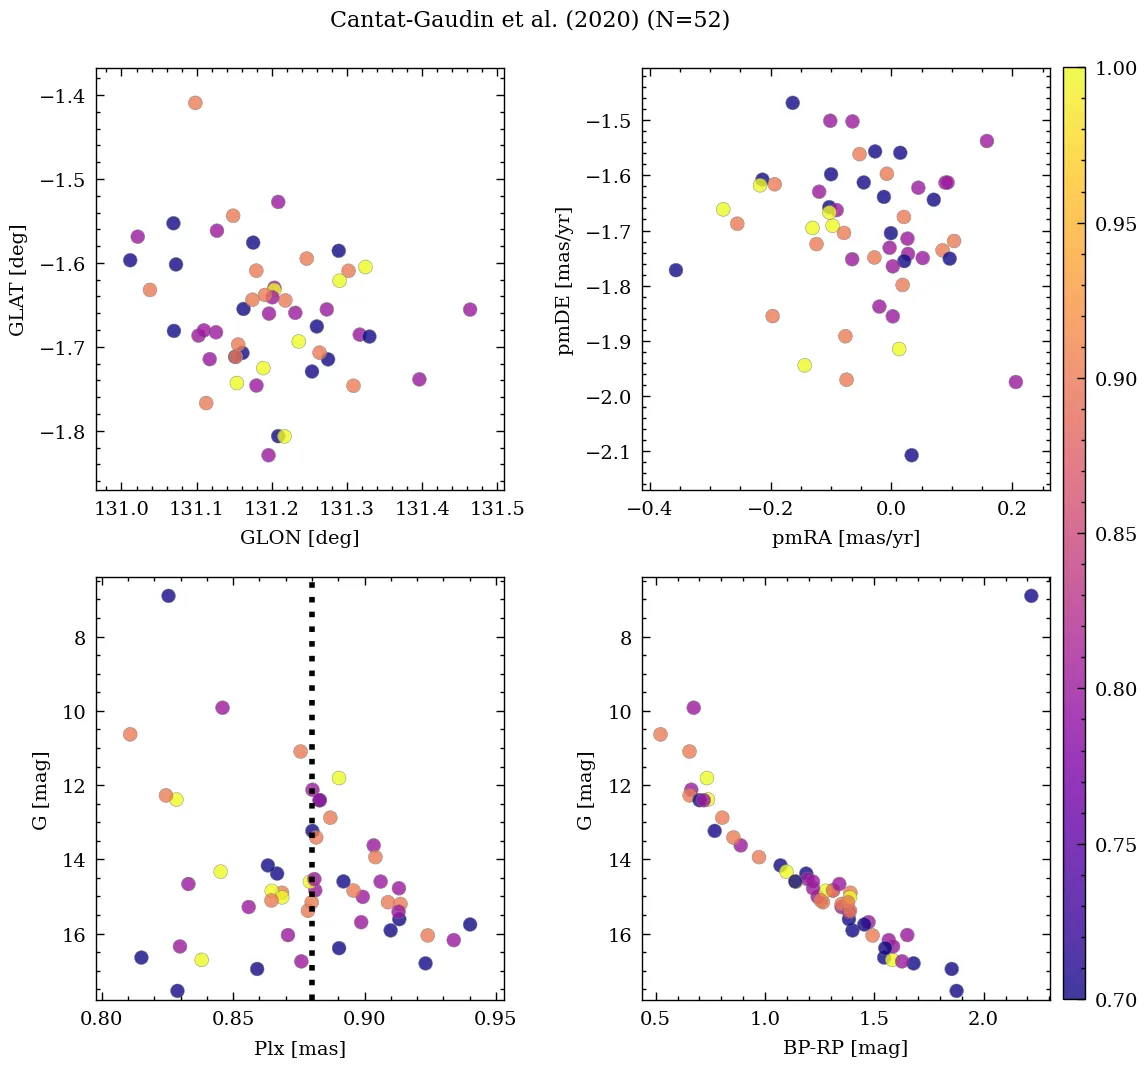 Cantat-Gaudin et al. (2020) (N=52)
−1.4
−1.5
−1.6
−1.7
−1.8
GLAT [deg]
131.0 131.1 131.2 131.3 131.4 131.5
GLON [deg]
−1.5
−1.6
−1.7
−1.8
−1.9
−2.0
−2.1
pmDE [mas/yr]
−0.4 −0.2 0.0 0.2
pmRA [mas/yr]
8
10
12
14
16
G [mag]
0.80 0.85 0.90 0.95
Plx [mas]
8
10
12
14
16
G [mag]
0.5 1.0 1.5 2.0
BP-RP [mag]
1.00
0.95
0.90
0.85
0.80
0.75
0.70